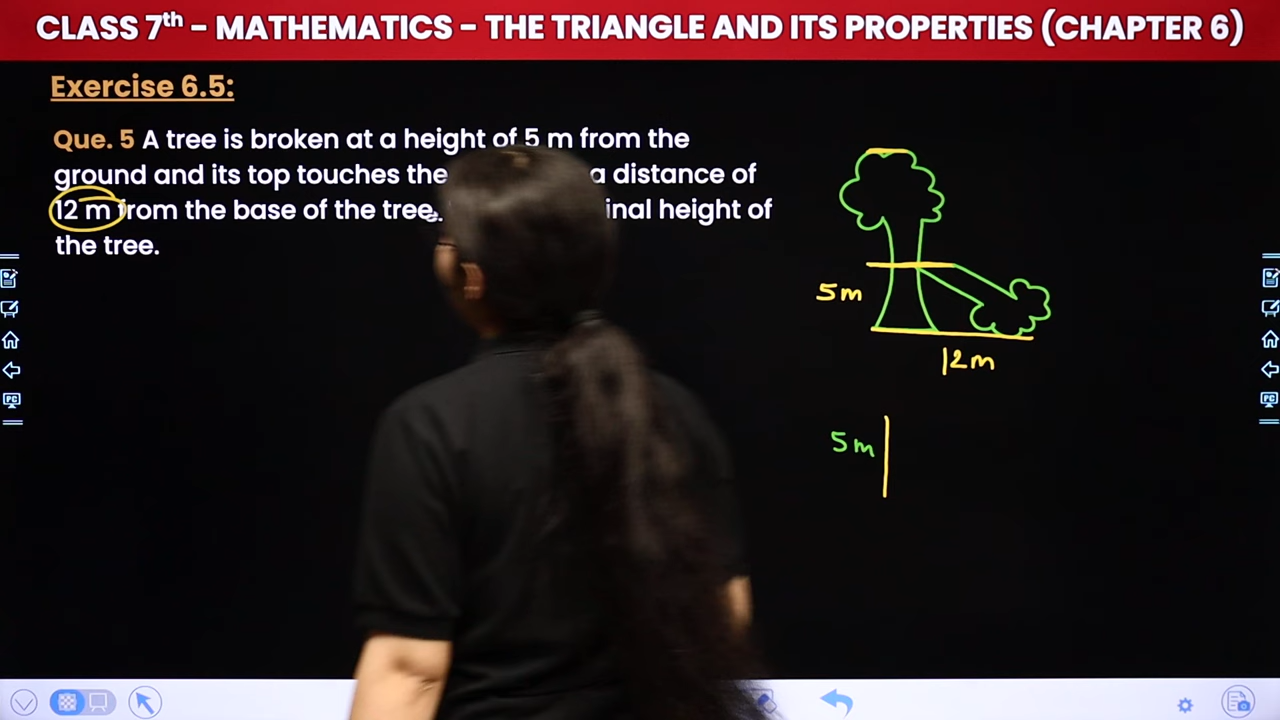 CLASS 7th - MATHEMATICS - THE TRIANGLE AND ITS PROPERTIES (CHAPTER 6)
Exercise 6.5:
Que. 5 A tree is broken at a height of 5 m from the
ground and its top touches the a distance of
12 m from the base of the tree. height of
the tree.
5m
12m
5m
PC
PC